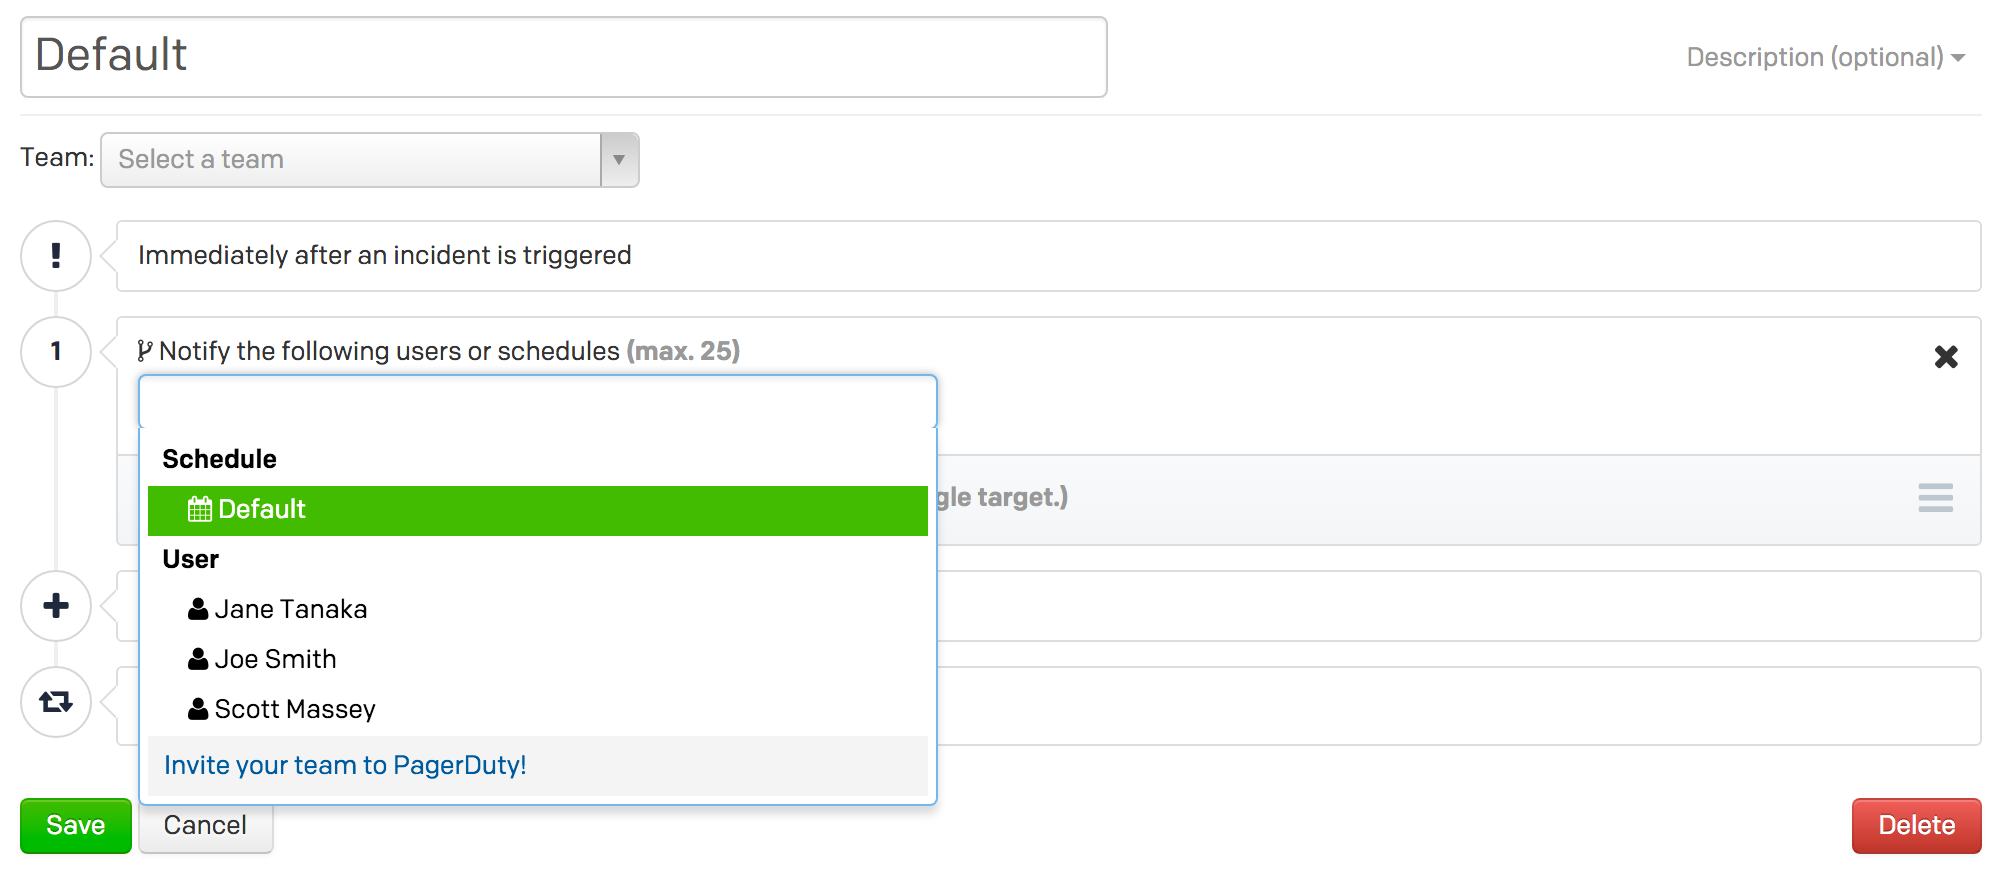 Default
Description (optional)
Team: Select a team
! Immediately after an incident is triggered
1 Notify the following users or schedules (max. 25)
Schedule
Default
target.)
User
Jane Tanaka
Joe Smith
Scott Massey
Invite your team to PagerDuty!
Save Cancel Delete